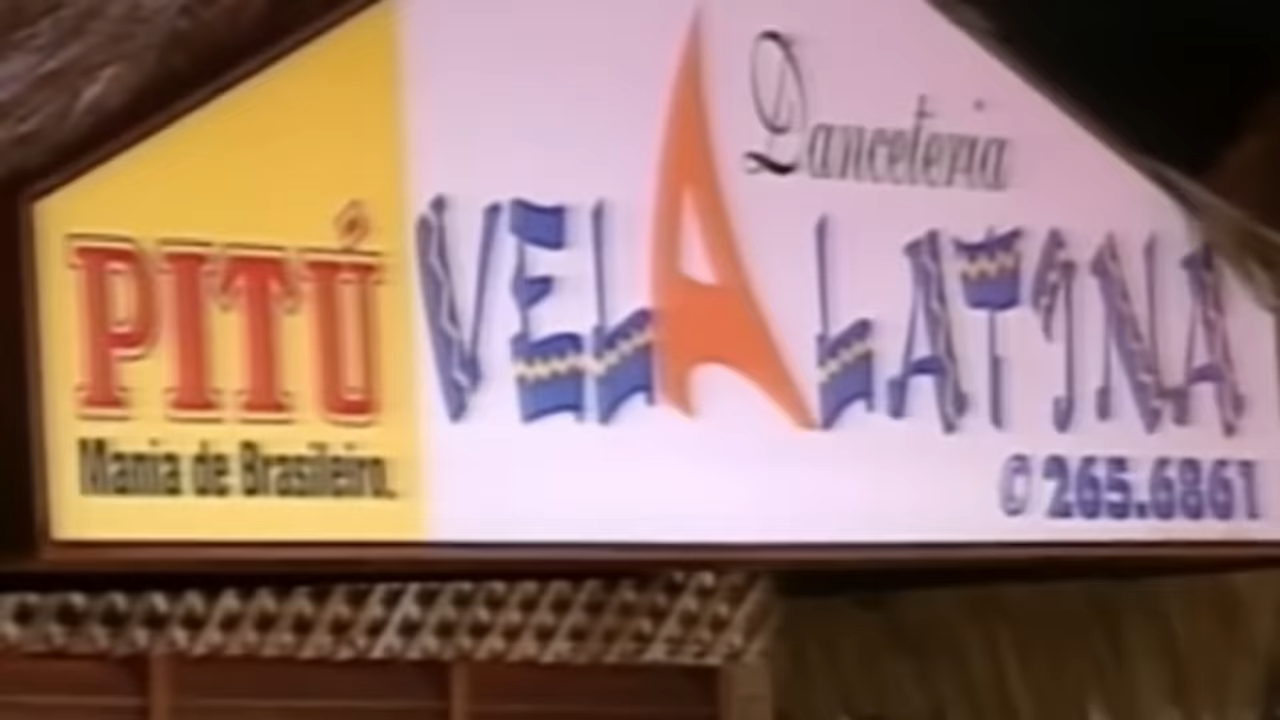 PITÚ
Mania de Brasileiro.
Danceteria
VELA LATINA
265.6861